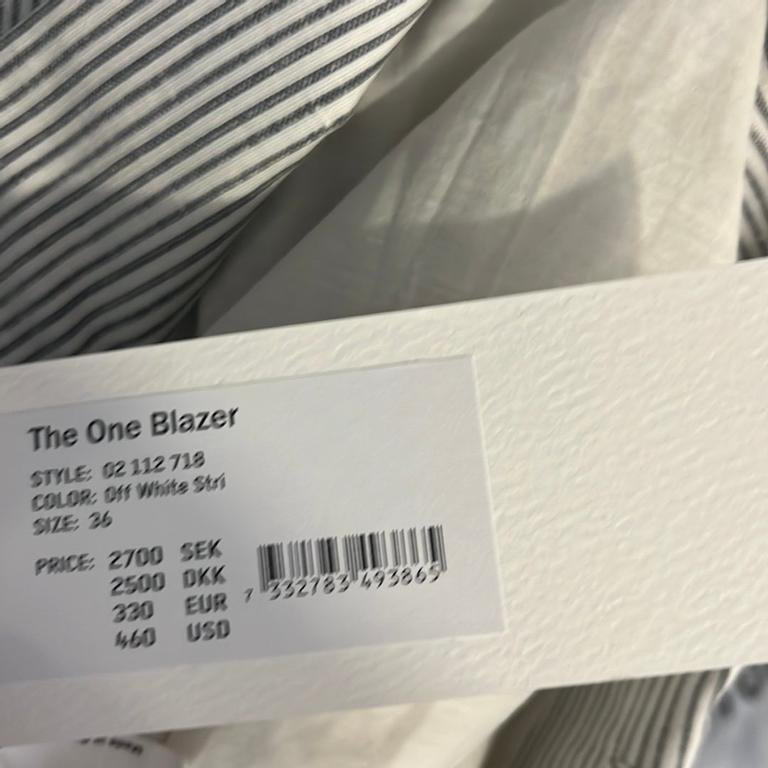 The One Blazer
STYLE: 02 112 718
COLOR: Off White Stri
SIZE: 36
PRICE: 2700 SEK
2500 DKK
330 EUR
460 USD
7 332783 493865